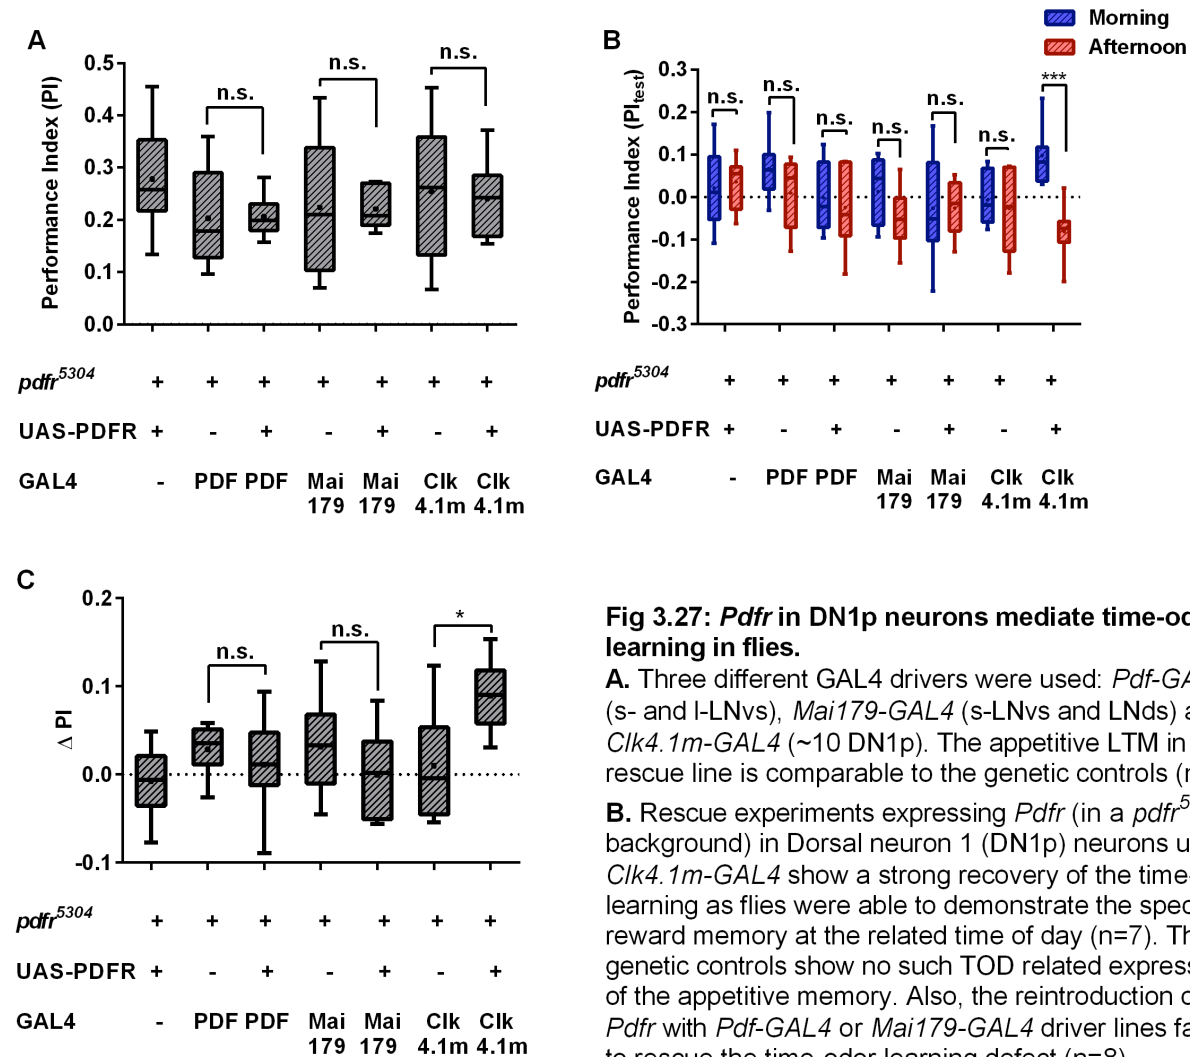 A
n.s.
n.s.
n.s.
Performance Index (PI)
0.5
0.4
0.3
0.2
0.1
0.0
pdfr5304 + + + + + + +
UAS-PDFR + - + - + - +
GAL4 - PDF PDF Mai 179 Mai 179 Clk 4.1m Clk 4.1m
B
Morning
Afternoon
n.s.
n.s.
n.s.
n.s.
n.s.
n.s.
***
Performance Index (PItest)
0.3
0.2
0.1
0.0
-0.1
-0.2
-0.3
pdfr5304 + + + + + + +
UAS-PDFR + - + - + - +
GAL4 - PDF PDF Mai 179 Mai 179 Clk 4.1m Clk 4.1m
C
n.s.
n.s.
*
Δ PI
0.2
0.1
0.0
-0.1
pdfr5304 + + + + + + +
UAS-PDFR + - + - + - +
GAL4 - PDF PDF Mai 179 Mai 179 Clk 4.1m Clk 4.1m
Fig 3.27: Pdfr in DN1p neurons mediate time-od
learning in flies.
A. Three different GAL4 drivers were used: Pdf-GA
(s- and l-LNvs), Mai179-GAL4 (s-LNvs and LNds) a
Clk4.1m-GAL4 (~10 DN1p). The appetitive LTM in
rescue line is comparable to the genetic controls (n
B. Rescue experiments expressing Pdfr (in a pdfr5
background) in Dorsal neuron 1 (DN1p) neurons u
Clk4.1m-GAL4 show a strong recovery of the time-
learning as flies were able to demonstrate the spec
reward memory at the related time of day (n=7). Th
genetic controls show no such TOD related express
of the appetitive memory. Also, the reintroduction o
Pdfr with Pdf-GAL4 or Mai179-GAL4 driver lines fa
to rescue the time-odor learning defect (n=8).